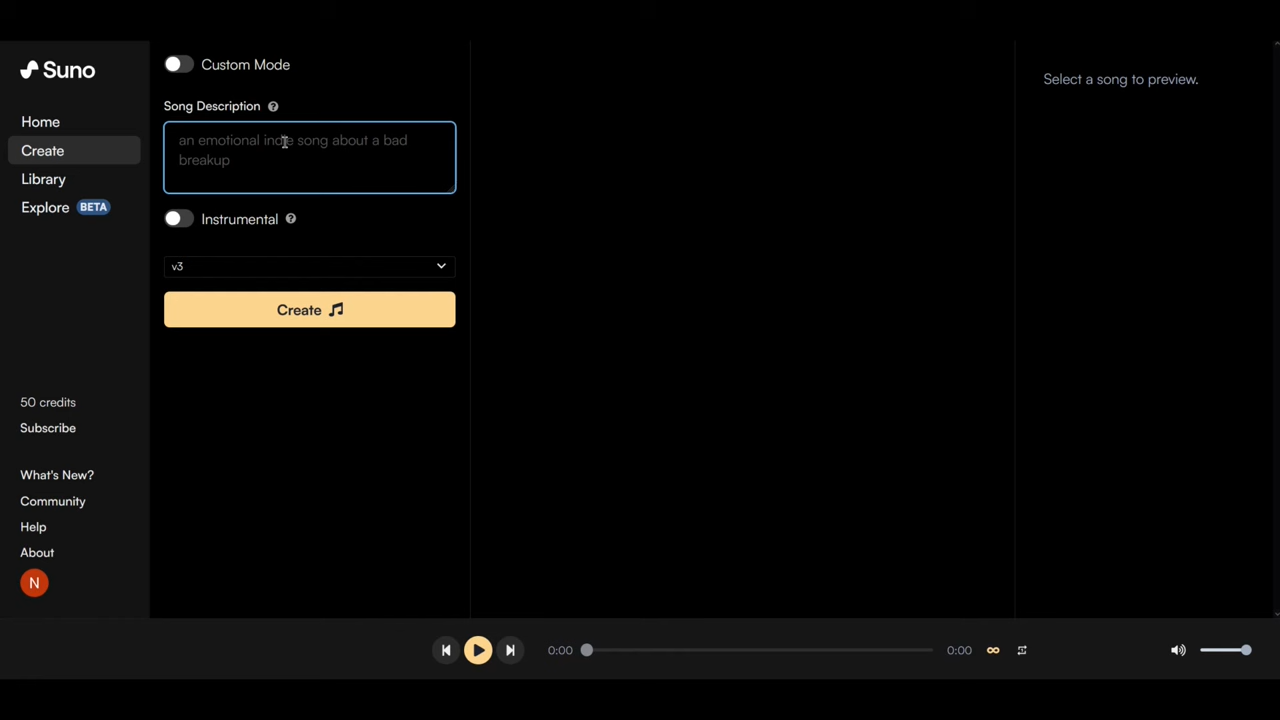 Suno
Home
Create
Library
Explore BETA
50 credits
Subscribe
What's New?
Community
Help
About
N
Custom Mode
Song Description ?
an emotional indie song about a bad
breakup
Instrumental ?
v3
Create
Select a song to preview.
0:00
0:00